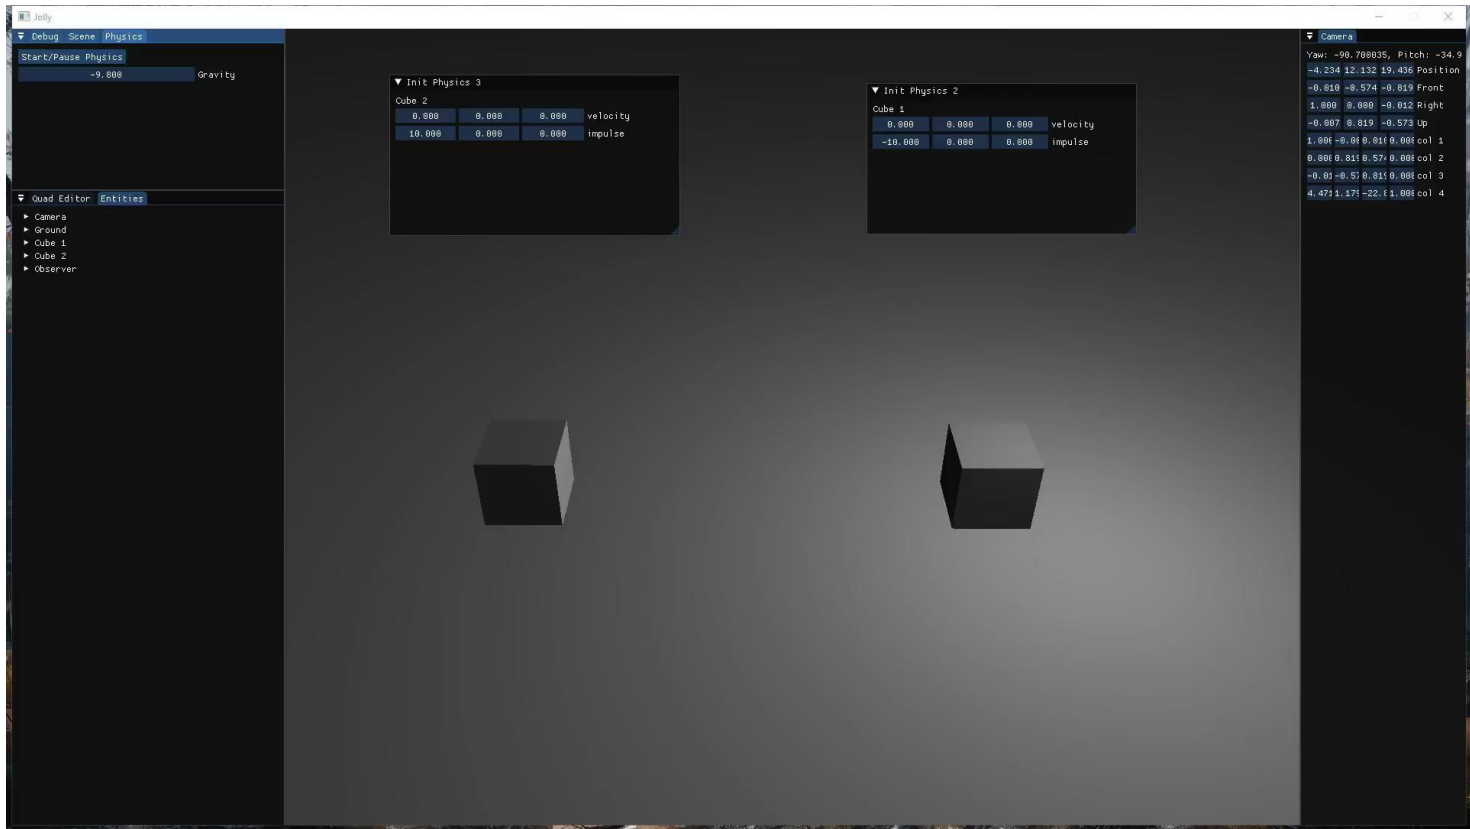 Jolly
Debug Scene Physics
Start/Pause Physics
-9.800 Gravity
Quad Editor Entities
Camera
Ground
Cube 1
Cube 2
Observer
Init Physics 3
Cube 2
0.000 0.000 0.000 velocity
10.000 0.000 0.000 impulse
Init Physics 2
Cube 1
0.000 0.000 0.000 velocity
-10.000 0.000 0.000 impulse
Camera
Yaw: -90.700035, Pitch: -34.9
-4.234 12.132 19.436 Position
-0.010 -0.574 -0.819 Front
1.000 0.000 -0.012 Right
-0.007 0.819 -0.573 Up
col 1
col 2
col 3
col 4